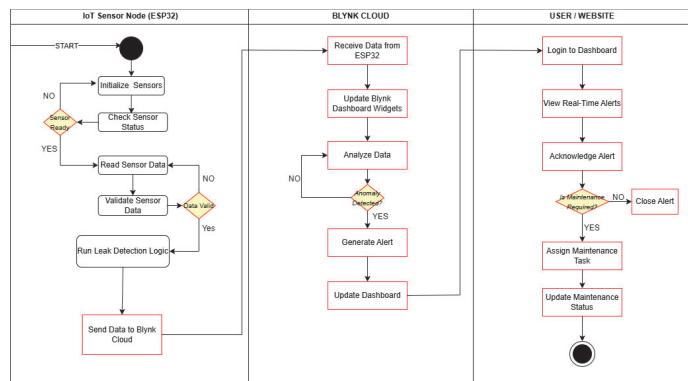 IoT Sensor Node (ESP32)
START
Initialize Sensors
NO
Sensor
Ready
Check Sensor
Status
YES
Read Sensor Data
NO
Validate Sensor
Data
Data Valid
Yes
Run Leak Detection Logic
Send Data to Blynk
Cloud
BLYNK CLOUD
Receive Data from
ESP32
Update Blynk
Dashboard Widgets
Analyze Data
NO
Anomaly
Detected?
YES
Generate Alert
Update Dashboard
USER / WEBSITE
Login to Dashboard
View Real-Time Alerts
Acknowledge Alert
Is Maintenance
Required?
NO
Close Alert
YES
Assign Maintenance
Task
Update Maintenance
Status